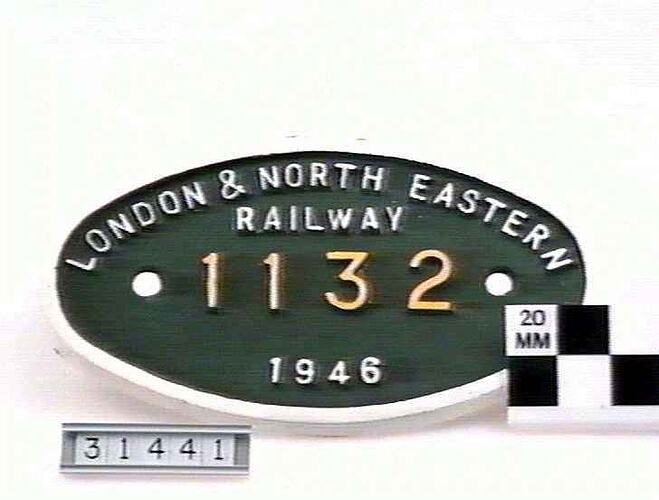 LONDON & NORTH EASTERN
RAILWAY
1132
1946
20
MM
31441